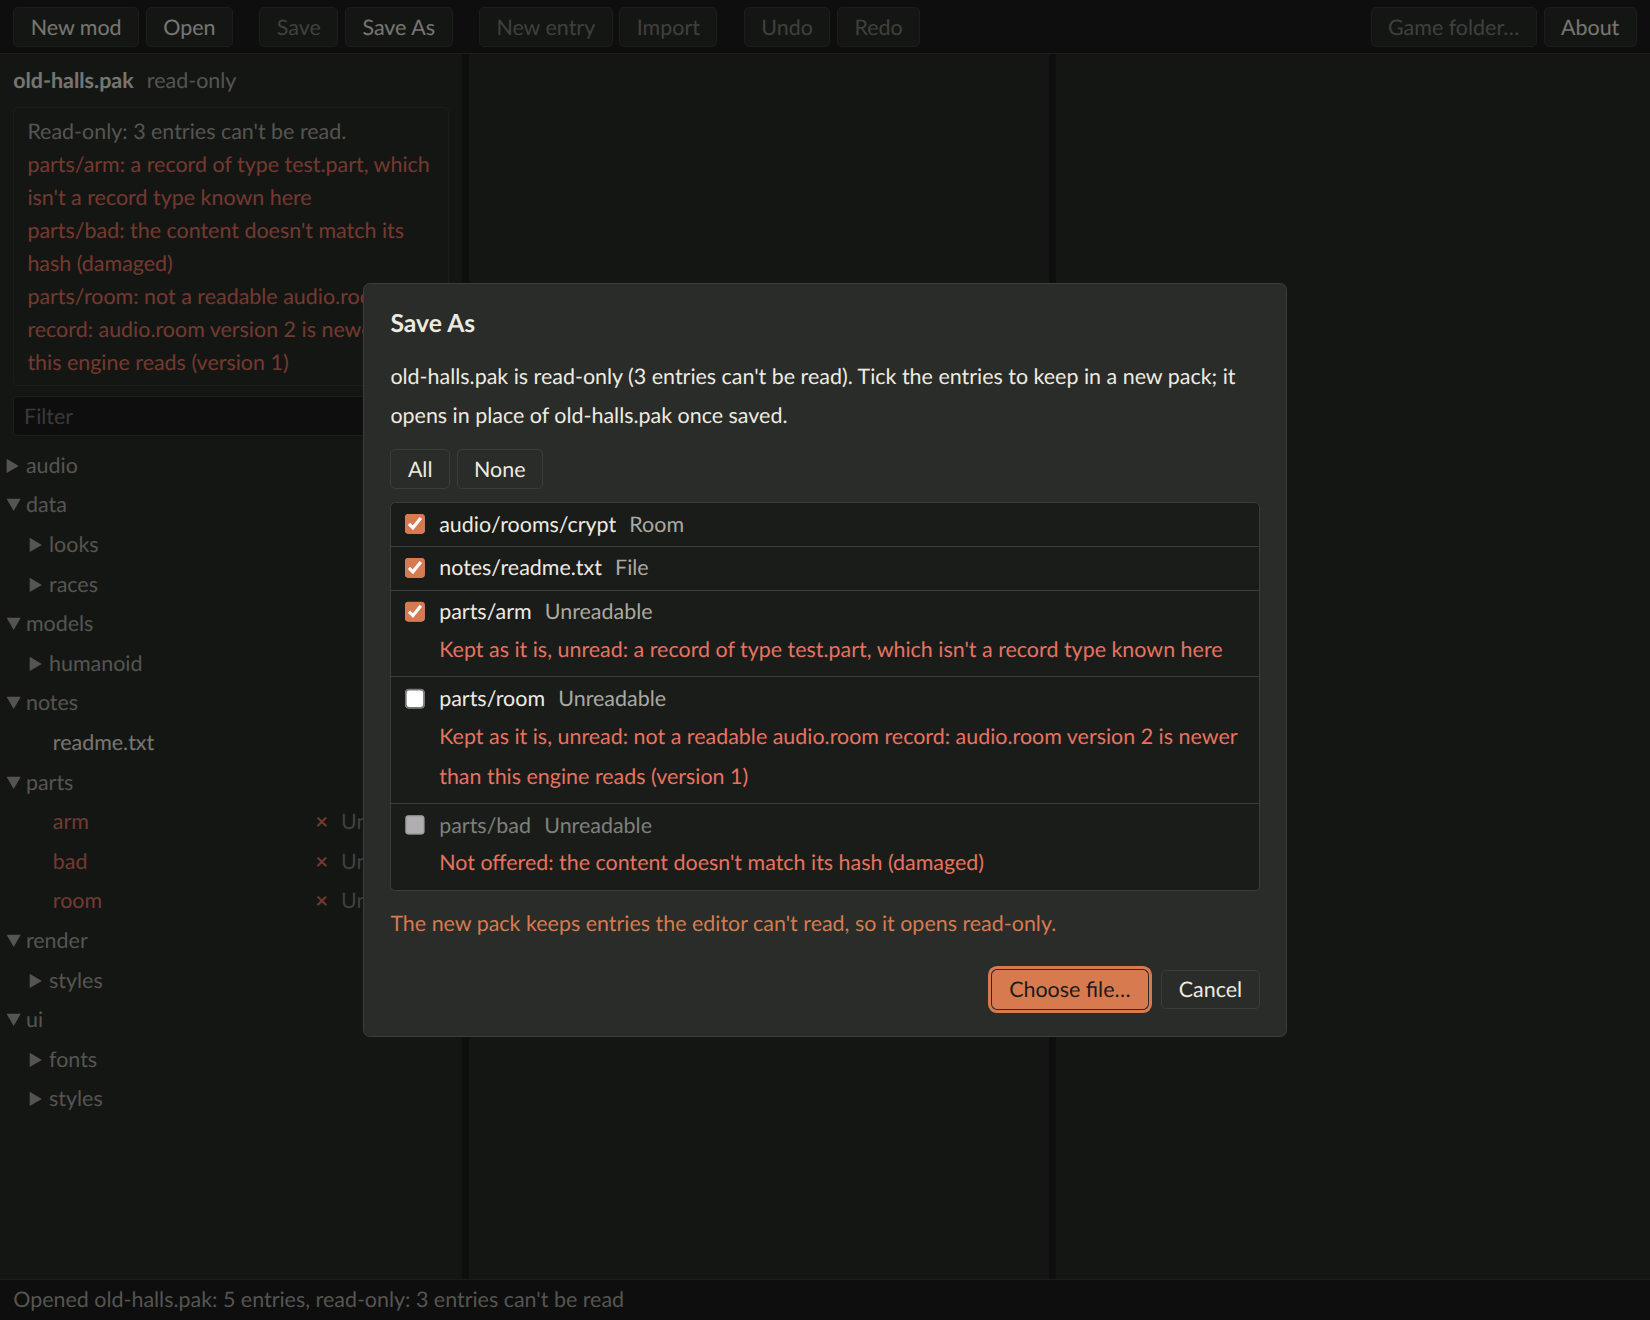 New mod Open Save Save As New entry Import Undo Redo Game folder... About
old-halls.pak read-only
Read-only: 3 entries can't be read.
parts/arm: a record of type test.part, which
isn't a record type known here
parts/bad: the content doesn't match its
hash (damaged)
parts/room: not a readable
record: audio.room version 2 is
this engine reads (version 1)
Filter
audio
data
looks
races
models
humanoid
notes
readme.txt
parts
arm ×
bad ×
room ×
render
styles
ui
fonts
styles
Save As
old-halls.pak is read-only (3 entries can't be read). Tick the entries to keep in a new pack; it
opens in place of old-halls.pak once saved.
All None
audio/rooms/crypt Room
notes/readme.txt File
parts/arm Unreadable
Kept as it is, unread: a record of type test.part, which isn't a record type known here
parts/room Unreadable
Kept as it is, unread: not a readable audio.room record: audio.room version 2 is newer
than this engine reads (version 1)
parts/bad Unreadable
Not offered: the content doesn't match its hash (damaged)
The new pack keeps entries the editor can't read, so it opens read-only.
Choose file... Cancel
Opened old-halls.pak: 5 entries, read-only: 3 entries can't be read